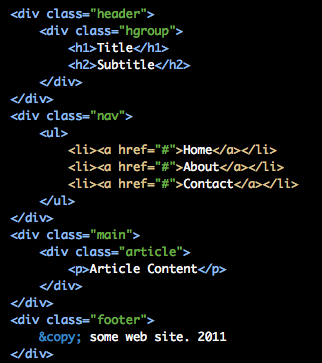 <div class="header">
    <div class="hgroup">
        <h1>Title</h1>
        <h2>Subtitle</h2>
    </div>
</div>
<div class="nav">
    <ul>
        <li><a href="#">Home</a></li>
        <li><a href="#">About</a></li>
        <li><a href="#">Contact</a></li>
    </ul>
</div>
<div class="main">
    <div class="article">
        <p>Article Content</p>
    </div>
</div>
<div class="footer">
    &copy; some web site. 2011
</div>